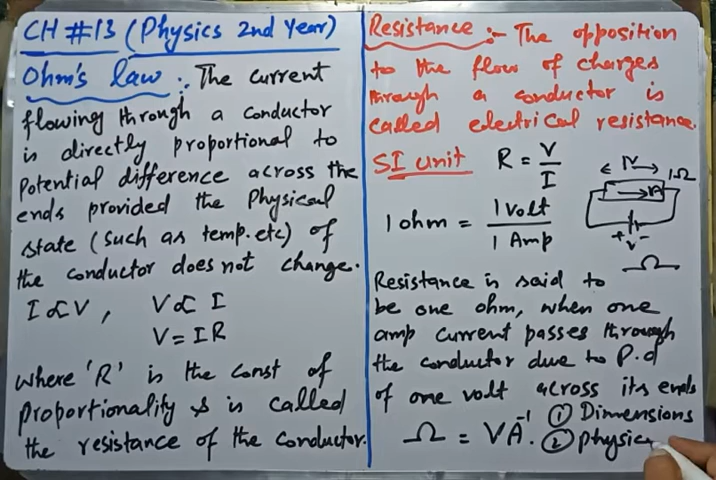 CH #13 (Physics 2nd Year)
Ohm's law :. The current
flowing through a conductor
is directly proportional to
Potential difference across the
ends provided the Physical
state (such as temp. etc) of
the conductor does not change.
I ∝ V, V ∝ I
V = IR
where 'R' is the const of
proportionality & is called
the resistance of the conductor.
Resistance :- The opposition
to the flow of charges
through a conductor is
called electrical resistance.
SI unit R = V/I
1V
1Ω
1A
+ V -
1 ohm = 1 Volt / 1 Amp
Ω
Resistance is said to
be one ohm, when one
amp current passes through
the conductor due to P.d
of one volt across its ends
Ω = VA⁻¹. ① Dimensions
② Physic